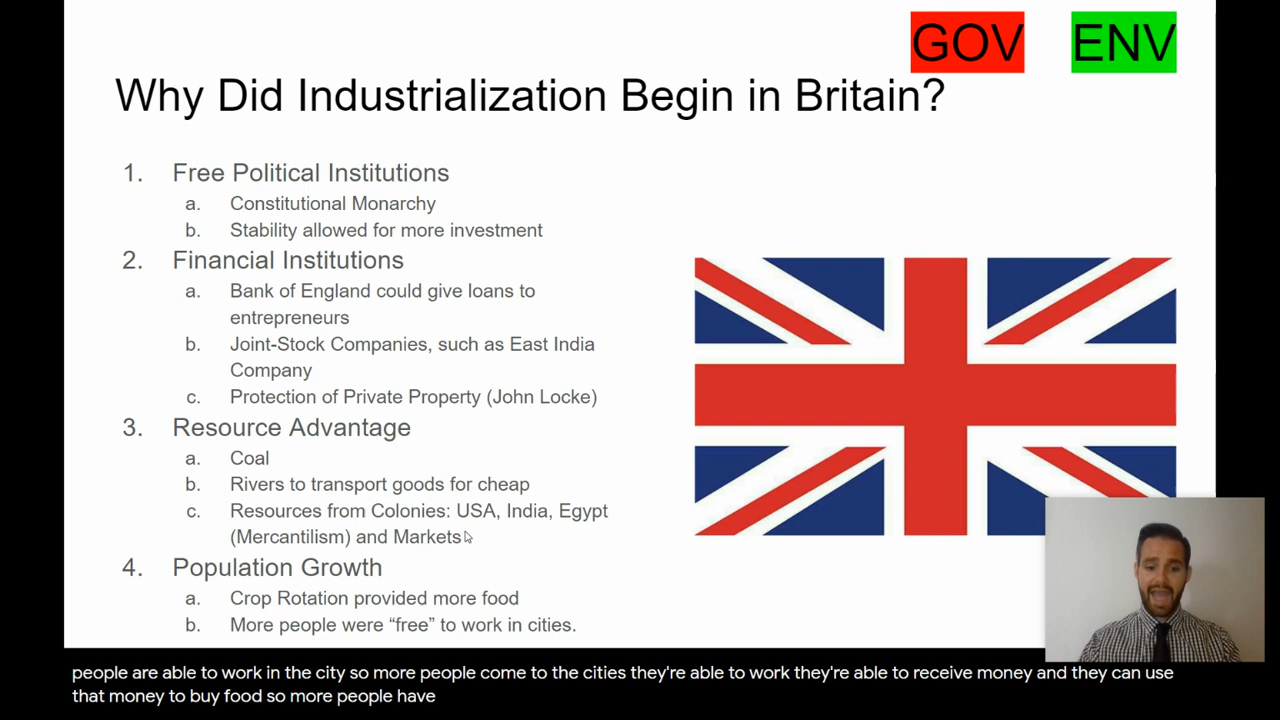 GOV ENV
Why Did Industrialization Begin in Britain?
1. Free Political Institutions
a. Constitutional Monarchy
b. Stability allowed for more investment
2. Financial Institutions
a. Bank of England could give loans to
entrepreneurs
b. Joint-Stock Companies, such as East India
Company
c. Protection of Private Property (John Locke)
3. Resource Advantage
a. Coal
b. Rivers to transport goods for cheap
c. Resources from Colonies: USA, India, Egypt
(Mercantilism) and Markets
4. Population Growth
a. Crop Rotation provided more food
b. More people were “free” to work in cities.
people are able to work in the city so more people come to the cities they're able to work they're able to receive money and they can use
that money to buy food so more people have